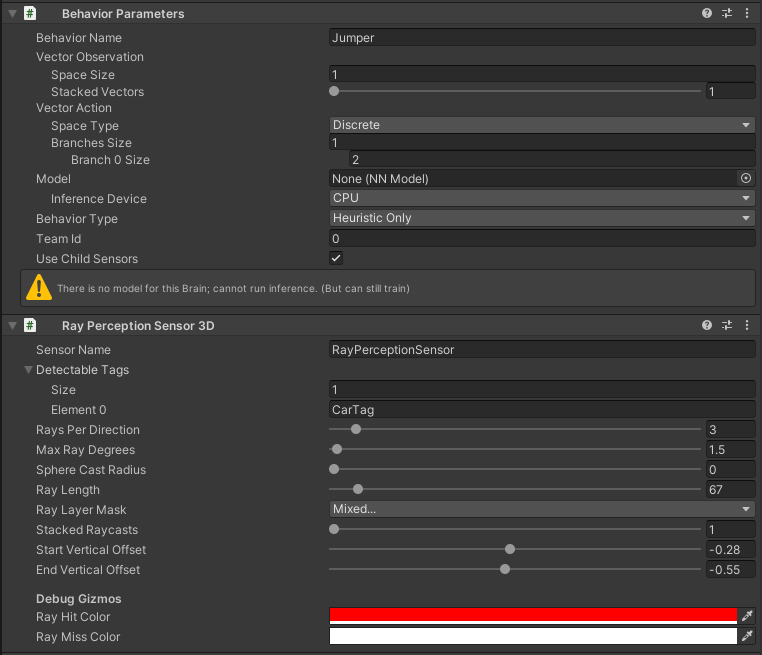 # Behavior Parameters
Behavior Name Jumper
Vector Observation
Space Size 1
Stacked Vectors 1
Vector Action
Space Type Discrete
Branches Size 1
Branch 0 Size 2
Model None (NN Model)
Inference Device CPU
Behavior Type Heuristic Only
Team Id 0
Use Child Sensors
There is no model for this Brain; cannot run inference. (But can still train)
# Ray Perception Sensor 3D
Sensor Name RayPerceptionSensor
Detectable Tags
Size 1
Element 0 CarTag
Rays Per Direction 3
Max Ray Degrees 1.5
Sphere Cast Radius 0
Ray Length 67
Ray Layer Mask Mixed...
Stacked Raycasts 1
Start Vertical Offset -0.28
End Vertical Offset -0.55
Debug Gizmos
Ray Hit Color
Ray Miss Color